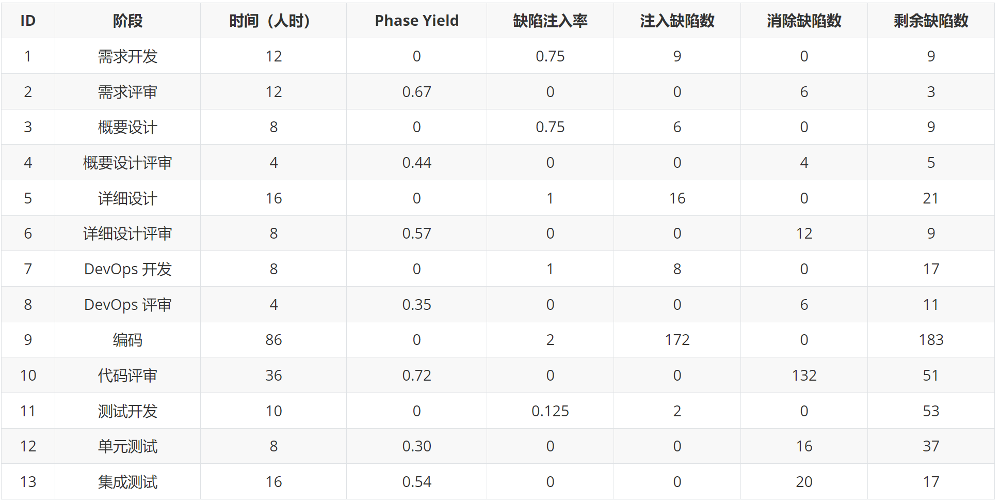 ID 阶段 时间（人时） Phase Yield 缺陷注入率 注入缺陷数 消除缺陷数 剩余缺陷数
1 需求开发 12 0 0.75 9 0 9
2 需求评审 12 0.67 0 0 6 3
3 概要设计 8 0 0.75 6 0 9
4 概要设计评审 4 0.44 0 0 4 5
5 详细设计 16 0 1 16 0 21
6 详细设计评审 8 0.57 0 0 12 9
7 DevOps 开发 8 0 1 8 0 17
8 DevOps 评审 4 0.35 0 0 6 11
9 编码 86 0 2 172 0 183
10 代码评审 36 0.72 0 0 132 51
11 测试开发 10 0 0.125 2 0 53
12 单元测试 8 0.30 0 0 16 37
13 集成测试 16 0.54 0 0 20 17